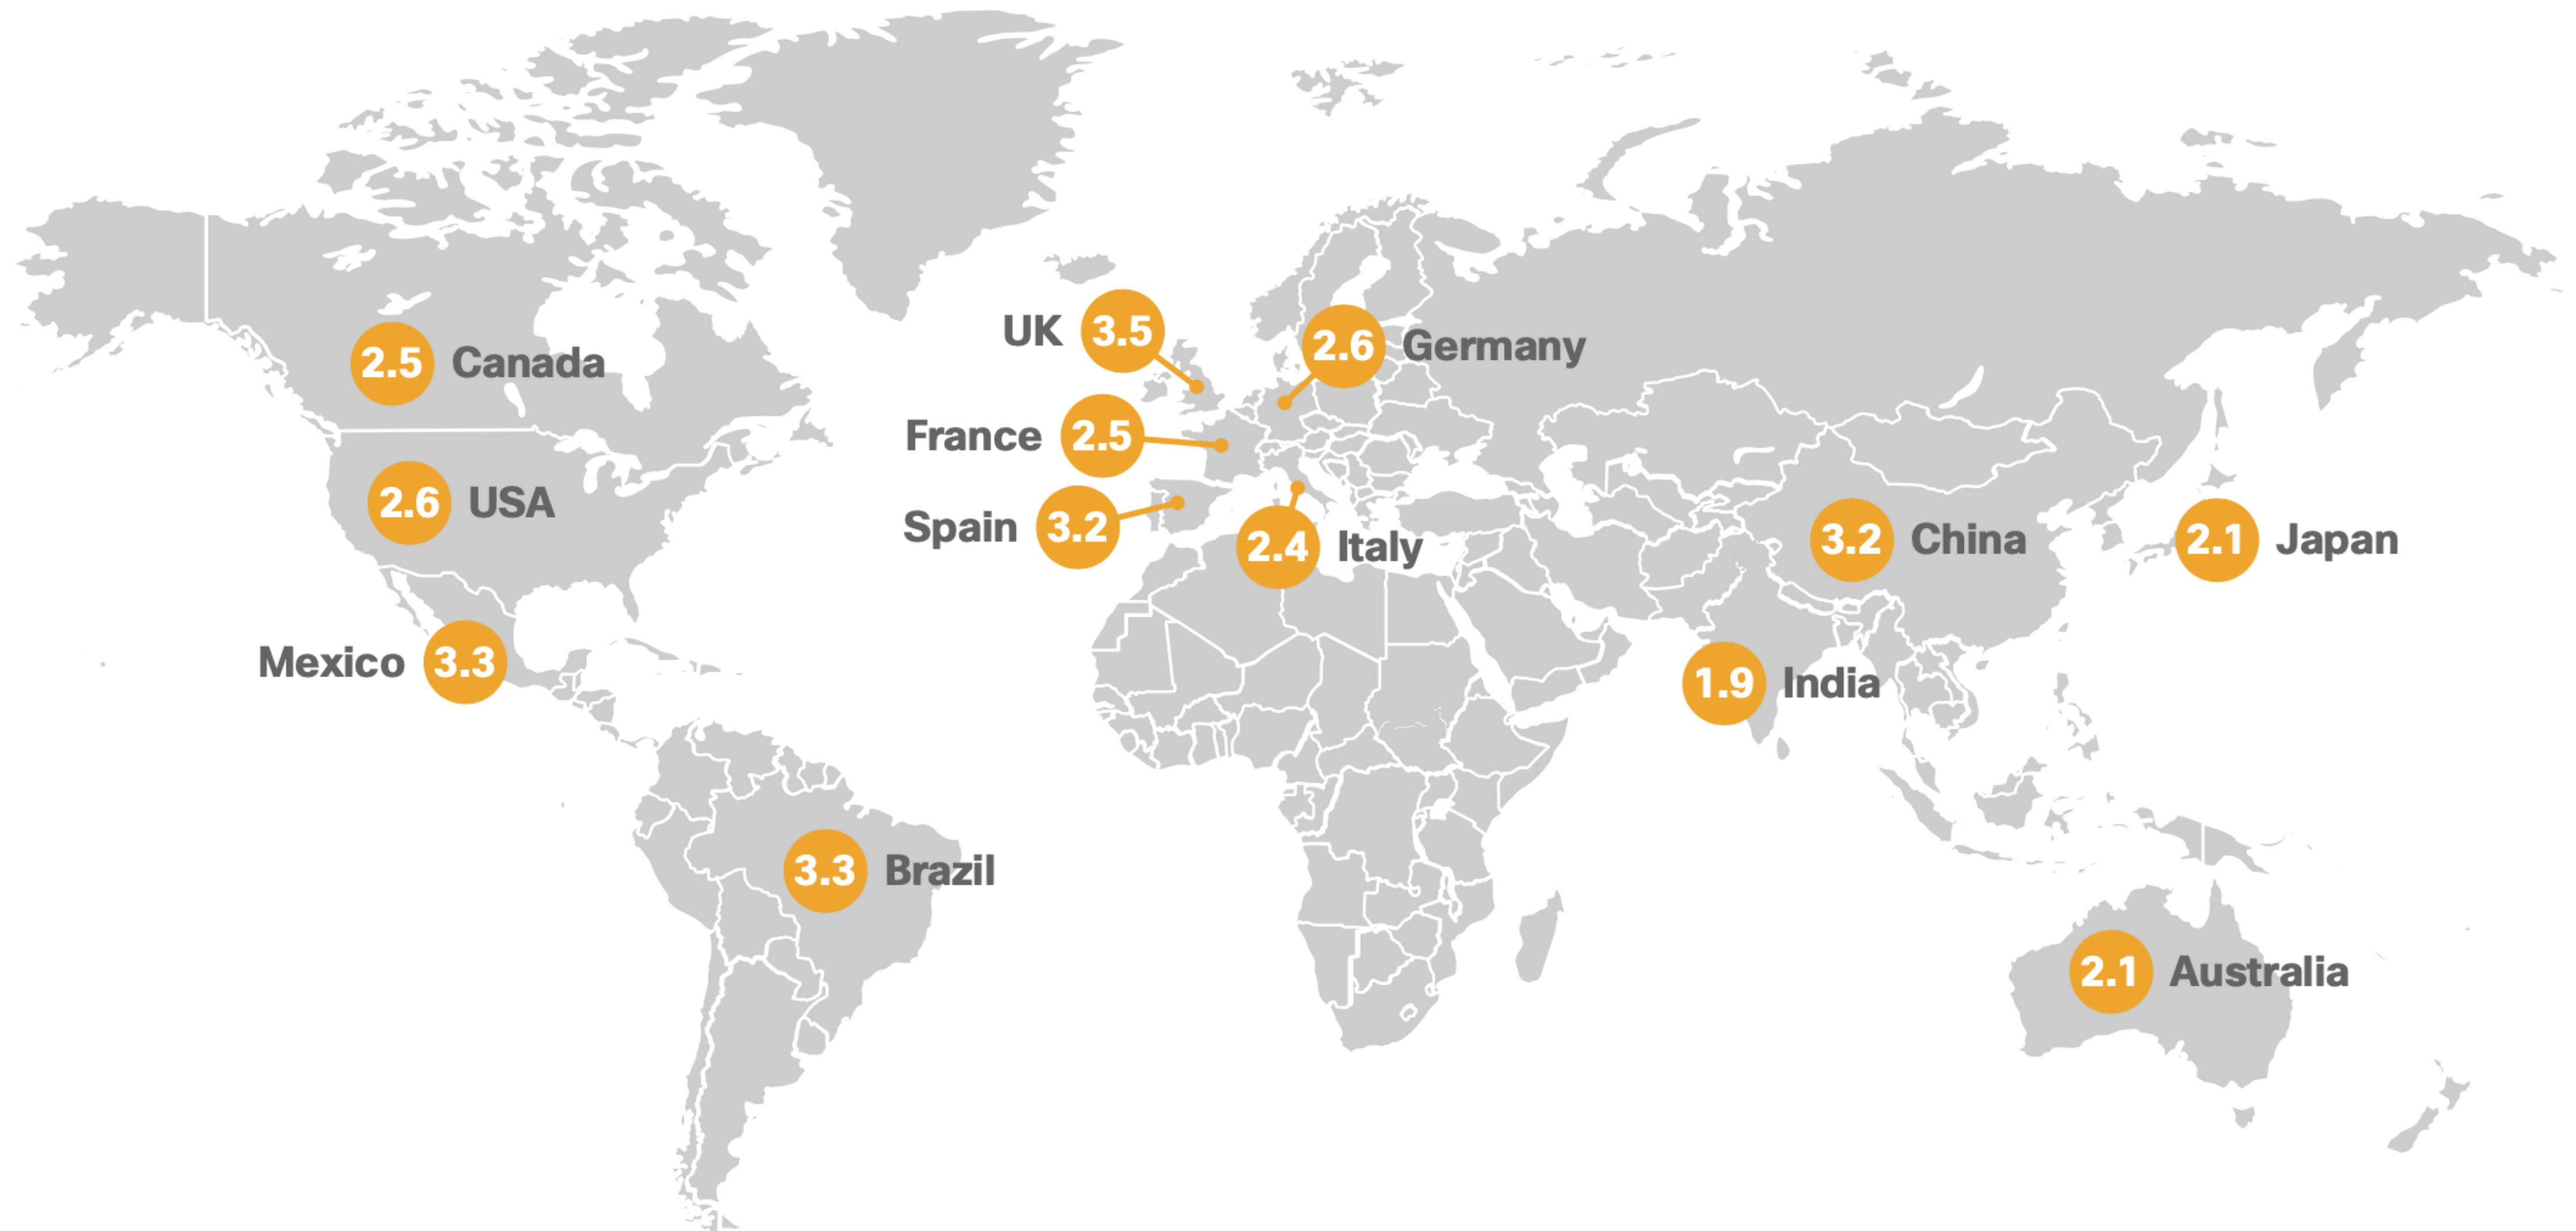 UK 3.5
2.6 Germany
2.5 Canada
France 2.5
2.6 USA
Spain 3.2
2.4 Italy
3.2 China
2.1 Japan
Mexico 3.3
1.9 India
3.3 Brazil
2.1 Australia